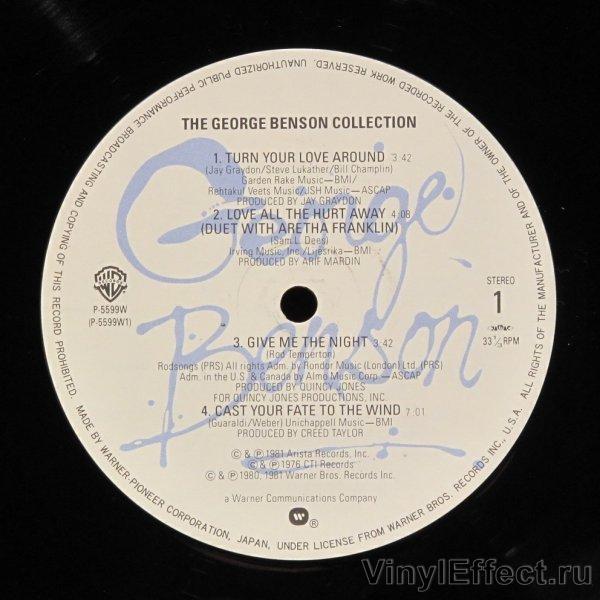 UNAUTHORIZED PUBLIC PERFORMANCE BROADCASTING AND COPYING OF THIS RECORD PROHIBITED. MADE BY WARNER-PIONEER CORPORATION, JAPAN, UNDER LICENSE FROM WARNER BROS. RECORDS INC., U.S.A. ALL RIGHTS OF THE MANUFACTURER AND OF THE OWNER OF THE RECORDED WORK RESERVED.
THE GEORGE BENSON COLLECTION
George
Benson
1. TURN YOUR LOVE AROUND 3:42
(Jay Graydon/Steve Lukather/Bill Champlin)
Garden Rake Music—BMI/
Rehtakul Veets Music/JSH Music—ASCAP
PRODUCED BY JAY GRAYDON
2. LOVE ALL THE HURT AWAY 4:08
(DUET WITH ARETHA FRANKLIN)
(Sam L. Dees)
Irving Music, Inc./Lijesrika—BMI
PRODUCED BY ARIF MARDIN
P-5599W
(P-5599W1)
STEREO
1
33 1/3 RPM
3. GIVE ME THE NIGHT 3:42
(Rod Temperton)
Rodsongs (PRS) All rights Adm. by Rondor Music (London) Ltd. (PRS)
Adm. in the U.S. & Canada by Almo Music Corp.—ASCAP
PRODUCED BY QUINCY JONES
FOR QUINCY JONES PRODUCTIONS, INC.
4. CAST YOUR FATE TO THE WIND 7:01
(Guaraldi/Weber) Unichappell Music—BMI
PRODUCED BY CREED TAYLOR
© & ℗ 1981 Arista Records, Inc.
© & ℗ 1976 CTI Records
© & ℗ 1980, 1981 Warner Bros. Records Inc.
a Warner Communications Company
®
VinylEffect.ru